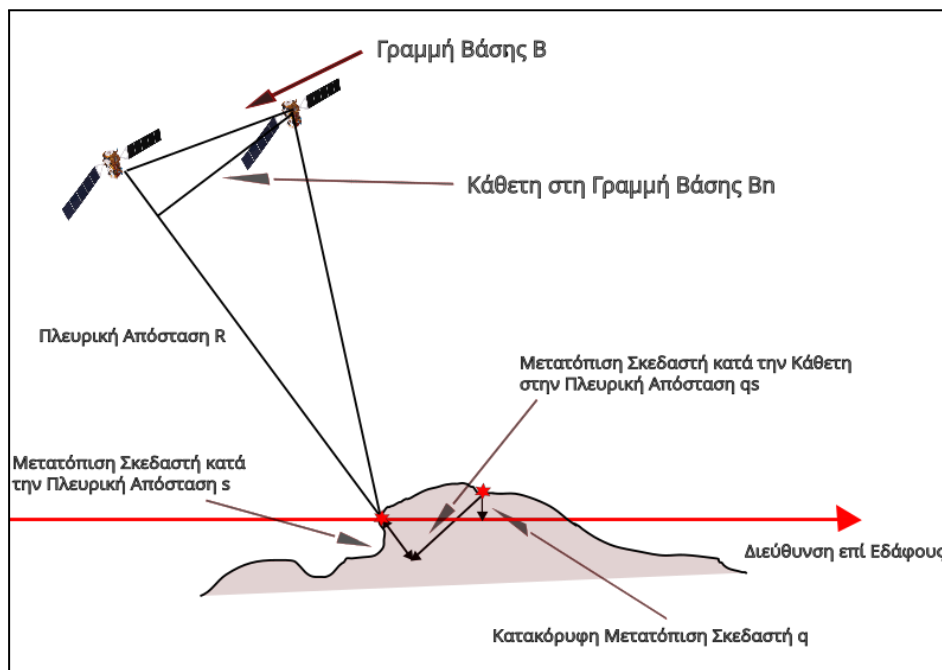 Γραμμή Βάσης B
Κάθετη στη Γραμμή Βάσης Bn
Πλευρική Απόσταση R
Μετατόπιση Σκεδαστή κατά την Κάθετη
στην Πλευρική Απόσταση qs
Μετατόπιση Σκεδαστή κατά
την Πλευρική Απόσταση s
Διεύθυνση επί Εδάφους
Κατακόρυφη Μετατόπιση Σκεδαστή q